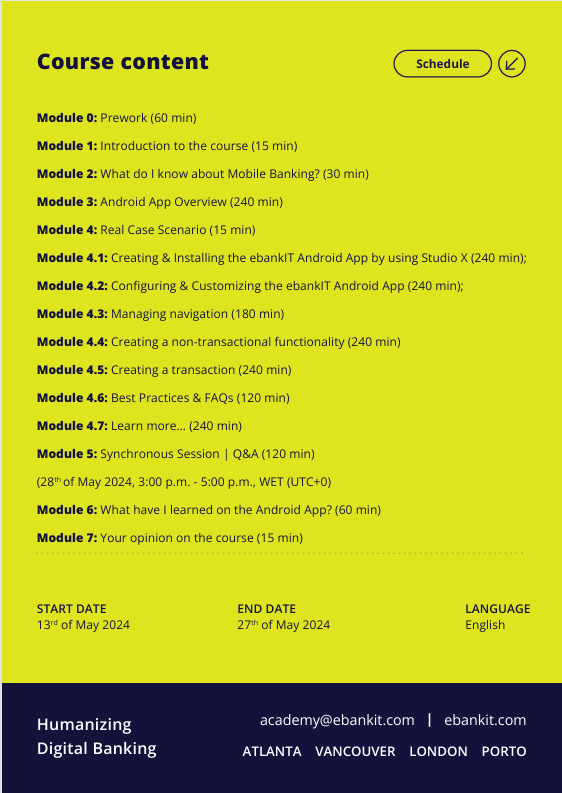 Course content
Schedule
Module 0: Prework (60 min)
Module 1: Introduction to the course (15 min)
Module 2: What do I know about Mobile Banking? (30 min)
Module 3: Android App Overview (240 min)
Module 4: Real Case Scenario (15 min)
Module 4.1: Creating & Installing the ebankIT Android App by using Studio X (240 min);
Module 4.2: Configuring & Customizing the ebankIT Android App (240 min);
Module 4.3: Managing navigation (180 min)
Module 4.4: Creating a non-transactional functionality (240 min)
Module 4.5: Creating a transaction (240 min)
Module 4.6: Best Practices & FAQs (120 min)
Module 4.7: Learn more... (240 min)
Module 5: Synchronous Session | Q&A (120 min)
(28th of May 2024, 3:00 p.m. - 5:00 p.m., WET (UTC+0)
Module 6: What have I learned on the Android App? (60 min)
Module 7: Your opinion on the course (15 min)
START DATE
13rd of May 2024
END DATE
27th of May 2024
LANGUAGE
English
Humanizing
Digital Banking
academy@ebankit.com | ebankit.com
ATLANTA VANCOUVER LONDON PORTO